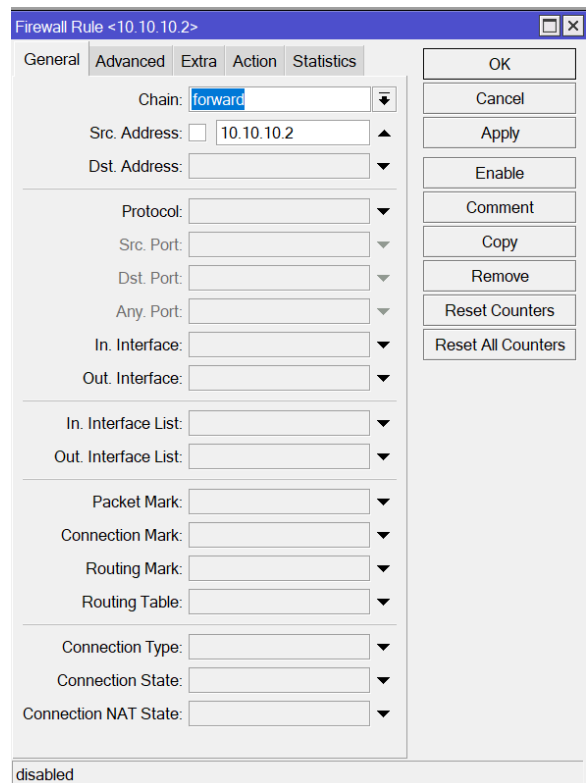 Firewall Rule <10.10.10.2>
General Advanced Extra Action Statistics
Chain: forward
Src. Address: 10.10.10.2
Dst. Address:
Protocol:
Src. Port:
Dst. Port:
Any. Port:
In. Interface:
Out. Interface:
In. Interface List:
Out. Interface List:
Packet Mark:
Connection Mark:
Routing Mark:
Routing Table:
Connection Type:
Connection State:
Connection NAT State:
OK
Cancel
Apply
Enable
Comment
Copy
Remove
Reset Counters
Reset All Counters
disabled